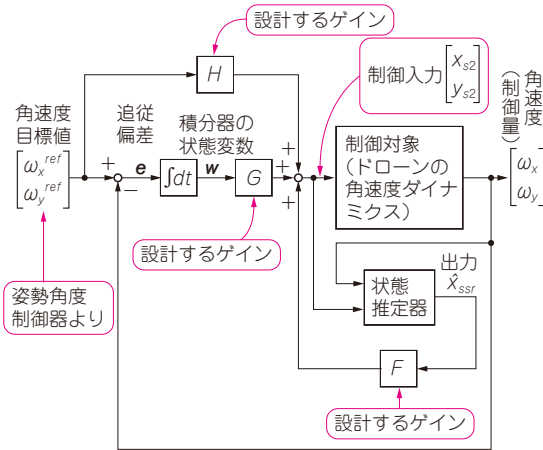 設計するゲイン
H
制御入力
x_{s2}
y_{s2}
角速度
(制御量)
角速度
目標値
ω_x^{ref}
ω_y^{ref}
追従
偏差
e
積分器の
状態変数
∫dt
w
G
+
−
+
+
+
制御対象
(ドローンの
角速度ダイナ
ミクス)
ω_x
ω_y
設計するゲイン
姿勢角度
制御器より
状態
推定器
出力
x̂_{ssr}
F
設計するゲイン